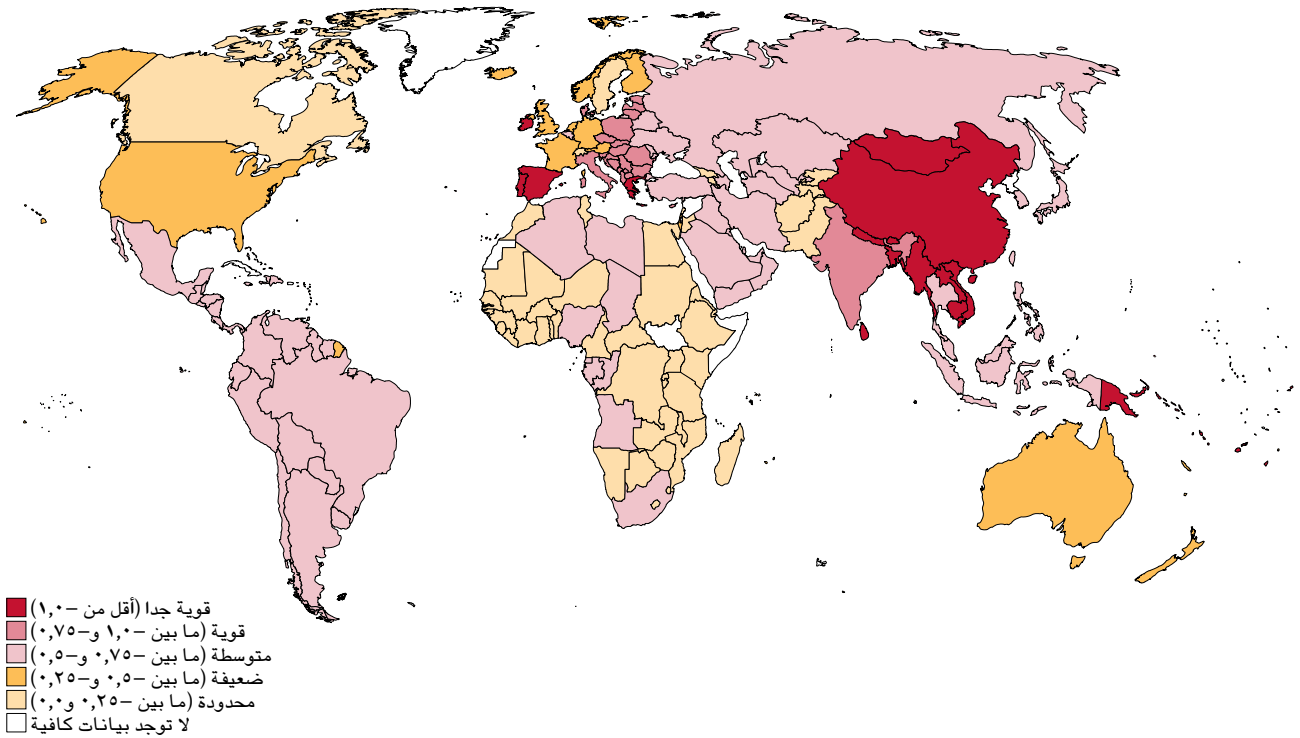 قوية جدا (أقل من –١,٠)
قوية (ما بين –١,٠ و–٠,٧٥)
متوسطة (ما بين –٠,٧٥ و–٠,٥)
ضعيفة (ما بين –٠,٥ و–٠,٢٥)
محدودة (ما بين –٠,٢٥ و٠,٠)
لا توجد بيانات كافية